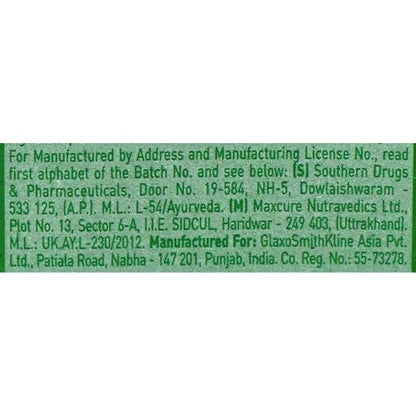 For Manufactured by Address and Manufacturing License No., read
first alphabet of the Batch No. and see below: (S) Southern Drugs
& Pharmaceuticals, Door No. 19-584, NH-5, Dowlaishwaram -
533 125, (A.P.) M.L.: L-54/Ayurveda. (M) Maxcure Nutravedics Ltd.,
Plot No. 13, Sector 6-A, I.I.E. SIDCUL, Haridwar - 249 403, (Uttrakhand).
M.L.: UK.AY.L-230/2012. Manufactured For: GlaxoSmithKline Asia Pvt.
Ltd., Patiala Road, Nabha - 147 201, Punjab, India. Co. Reg. No.: 55-73278.